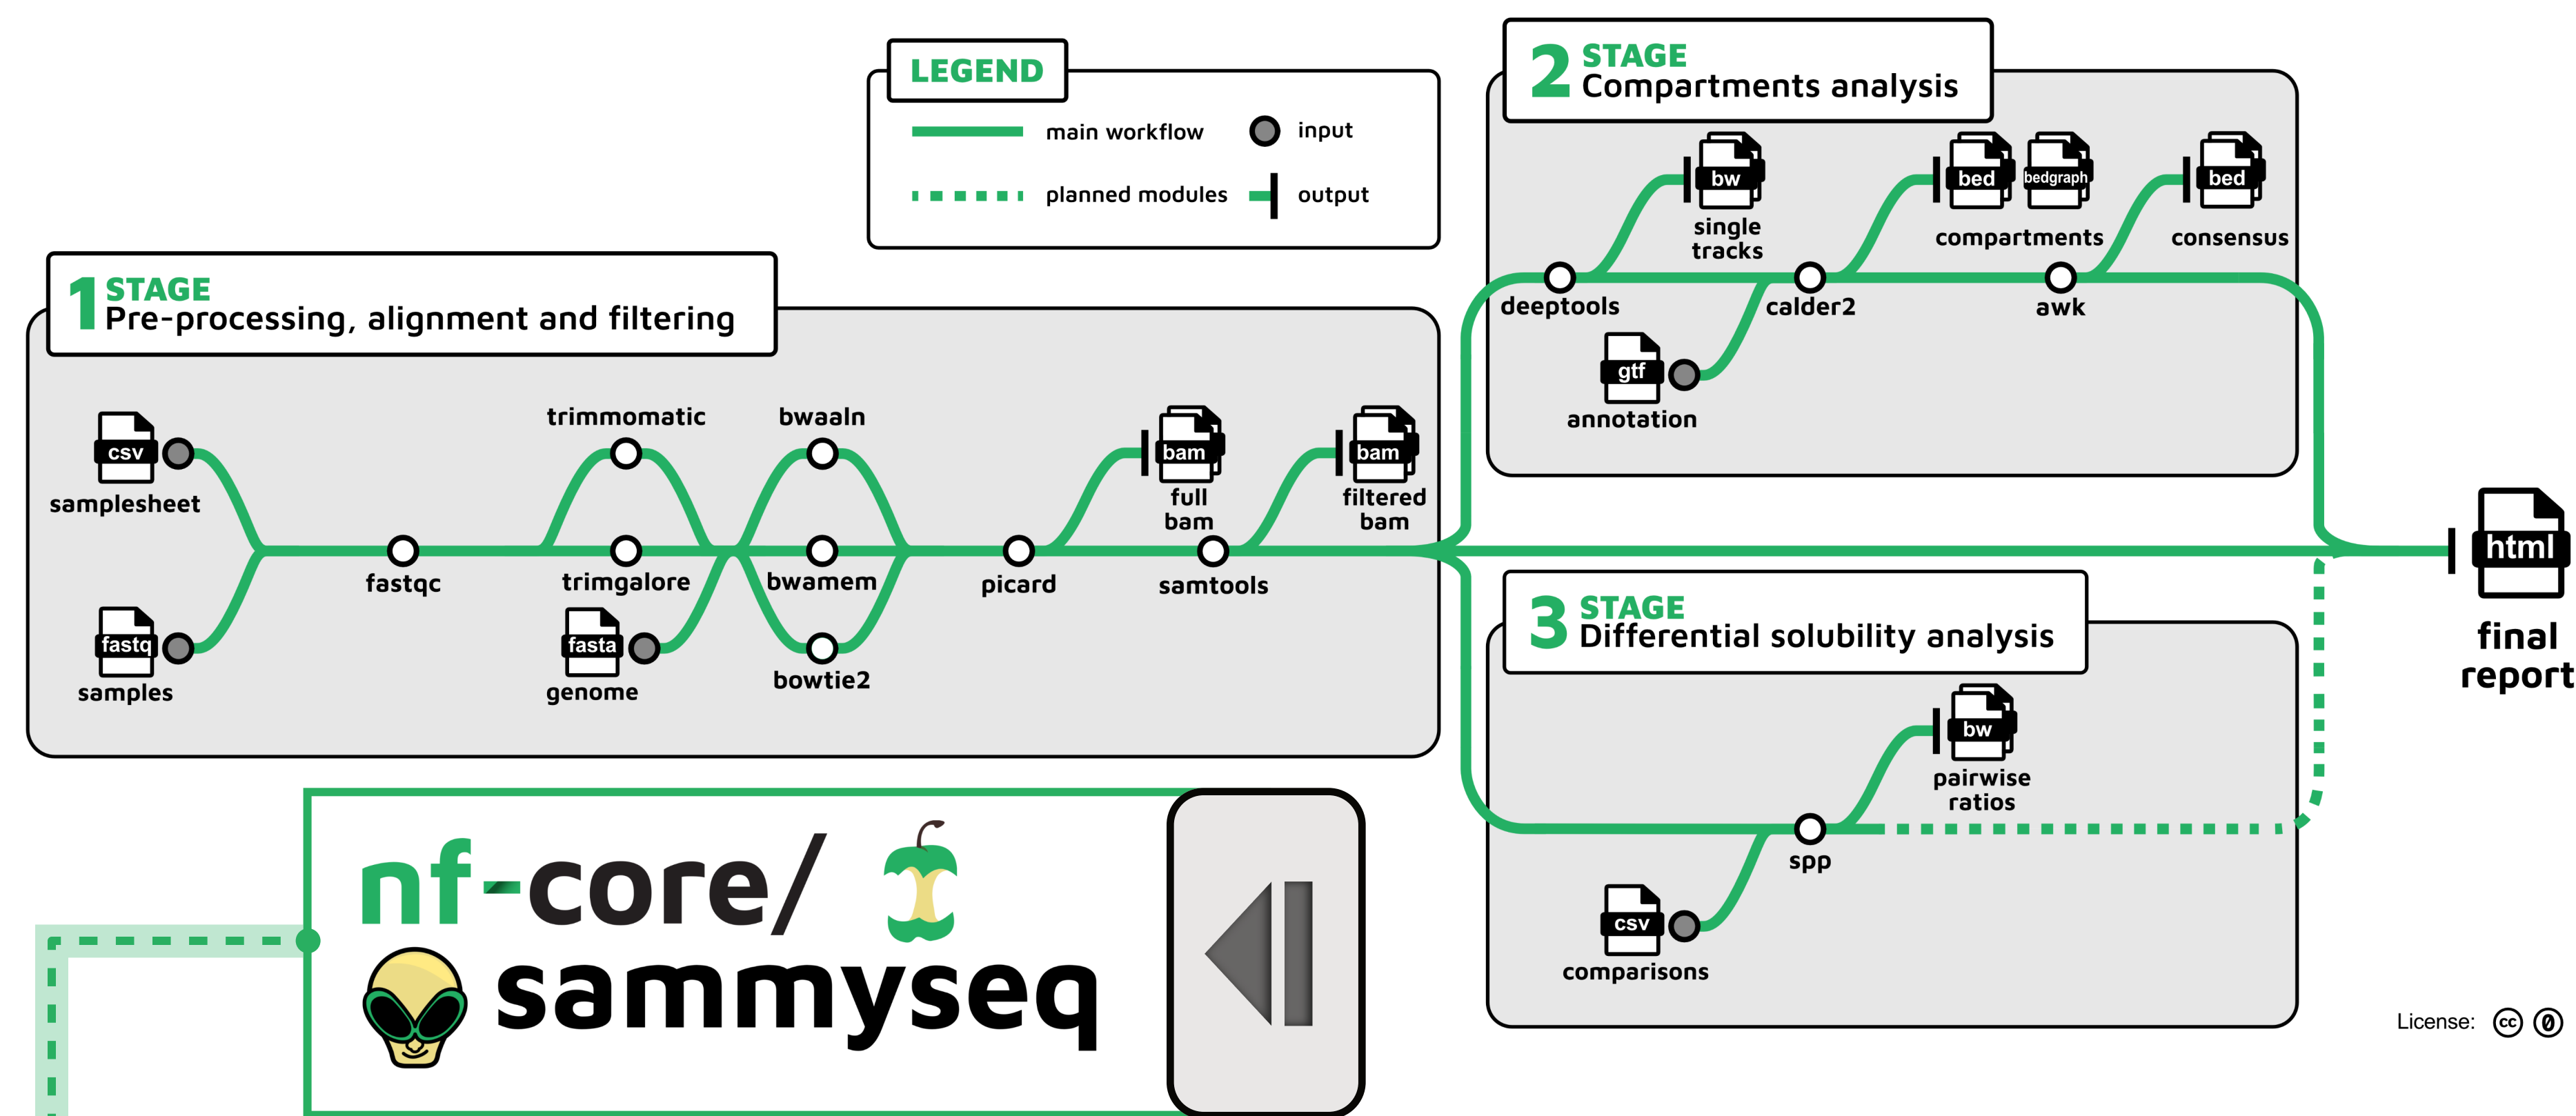 LEGEND
main workflow
input
planned modules
output
1 STAGE
Pre-processing, alignment and filtering
csv
samplesheet
fastq
samples
fastqc
trimmomatic
trimgalore
fasta
genome
bwaaln
bwamem
bowtie2
picard
bam
full
bam
samtools
bam
filtered
bam
2 STAGE
Compartments analysis
bw
single
tracks
bed
bedgraph
compartments
bed
consensus
deeptools
calder2
awk
gtf
annotation
3 STAGE
Differential solubility analysis
bw
pairwise
ratios
spp
csv
comparisons
html
final
report
nf-core/
sammyseq
License: cc 0